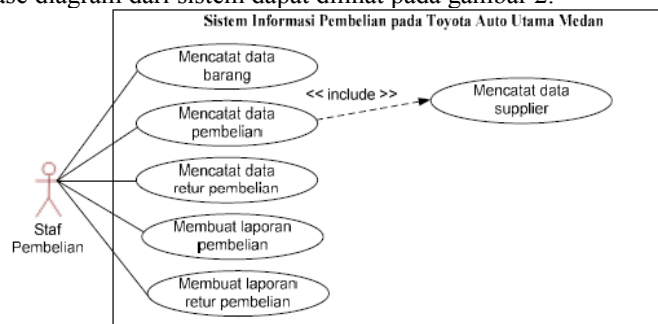 ase diagram dari sistem dapat dilihat pada gambar 2.
Sistem Informasi Pembelian pada Toyota Auto Utama Medan
Mencatat data
barang
<< include >>
Mencatat data
supplier
Mencatat data
pembelian
Mencatat data
retur pembelian
Staf
Pembelian
Membuat laporan
pembelian
Membuat laporan
retur pembelian